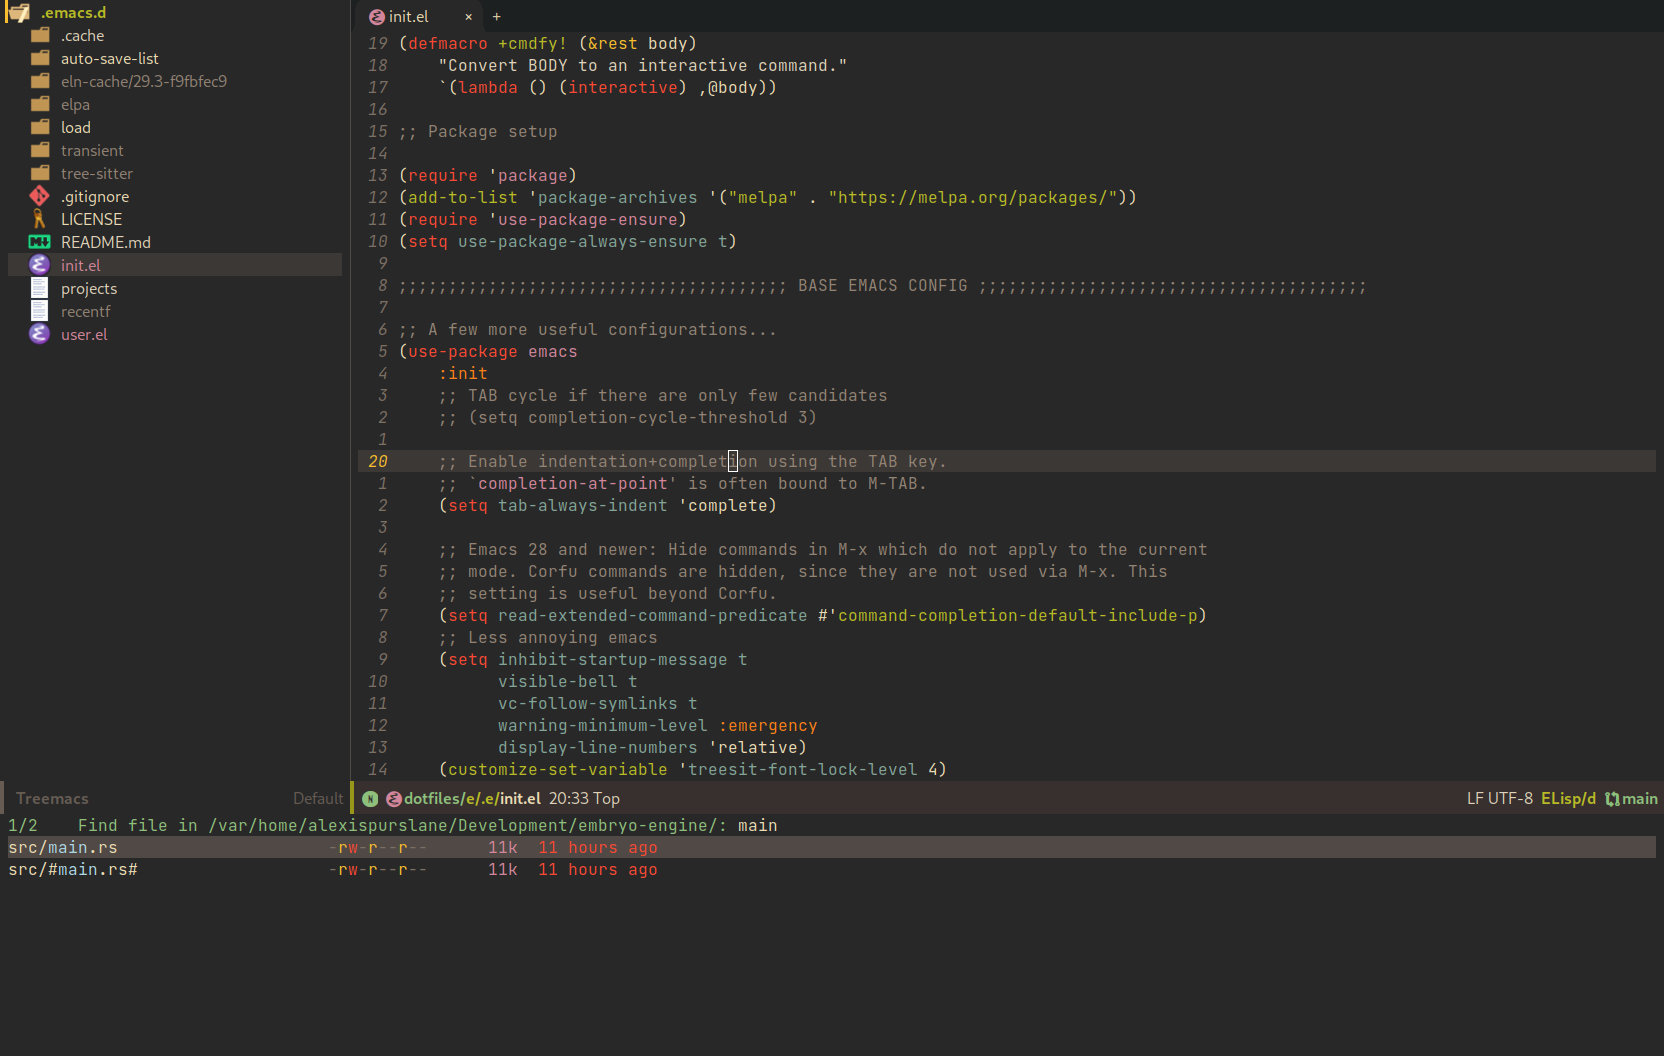 .emacs.d
.cache
auto-save-list
eln-cache/29.3-f9fbfec9
elpa
load
transient
tree-sitter
.gitignore
LICENSE
README.md
init.el
projects
recentf
user.el
Treemacs Default
init.el × +
19 (defmacro +cmdfy! (&rest body)
18     "Convert BODY to an interactive command."
17     `(lambda () (interactive) ,@body))
16
15 ;; Package setup
14
13 (require 'package)
12 (add-to-list 'package-archives '("melpa" . "https://melpa.org/packages/"))
11 (require 'use-package-ensure)
10 (setq use-package-always-ensure t)
9
8 ;;;;;;;;;;;;;;;;;;;;;;;;;;;;;;;;;;;;;;; BASE EMACS CONFIG ;;;;;;;;;;;;;;;;;;;;;;;;;;;;;;;;;;;;;;;
7
6 ;; A few more useful configurations...
5 (use-package emacs
4     :init
3     ;; TAB cycle if there are only few candidates
2     ;; (setq completion-cycle-threshold 3)
1
20     ;; Enable indentation+completion using the TAB key.
1     ;; `completion-at-point' is often bound to M-TAB.
2     (setq tab-always-indent 'complete)
3
4     ;; Emacs 28 and newer: Hide commands in M-x which do not apply to the current
5     ;; mode. Corfu commands are hidden, since they are not used via M-x. This
6     ;; setting is useful beyond Corfu.
7     (setq read-extended-command-predicate #'command-completion-default-include-p)
8     ;; Less annoying emacs
9     (setq inhibit-startup-message t
10           visible-bell t
11           vc-follow-symlinks t
12           warning-minimum-level :emergency
13           display-line-numbers 'relative)
14     (customize-set-variable 'treesit-font-lock-level 4)
N dotfiles/e/.e/init.el 20:33 Top LF UTF-8 ELisp/d main
1/2    Find file in /var/home/alexispurslane/Development/embryo-engine/: main
src/main.rs -rw-r--r-- 11k 11 hours ago
src/#main.rs# -rw-r--r-- 11k 11 hours ago